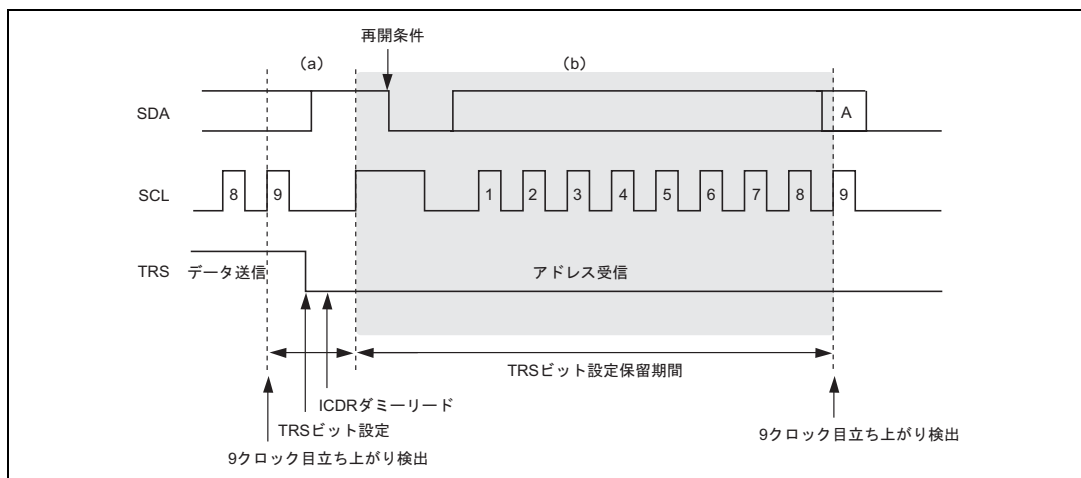 再開条件
(a)
(b)
SDA
A
SCL
8
9
1
2
3
4
5
6
7
8
9
TRS
データ送信
アドレス受信
TRSビット設定保留期間
ICDRダミーリード
TRSビット設定
9クロック目立ち上がり検出
9クロック目立ち上がり検出